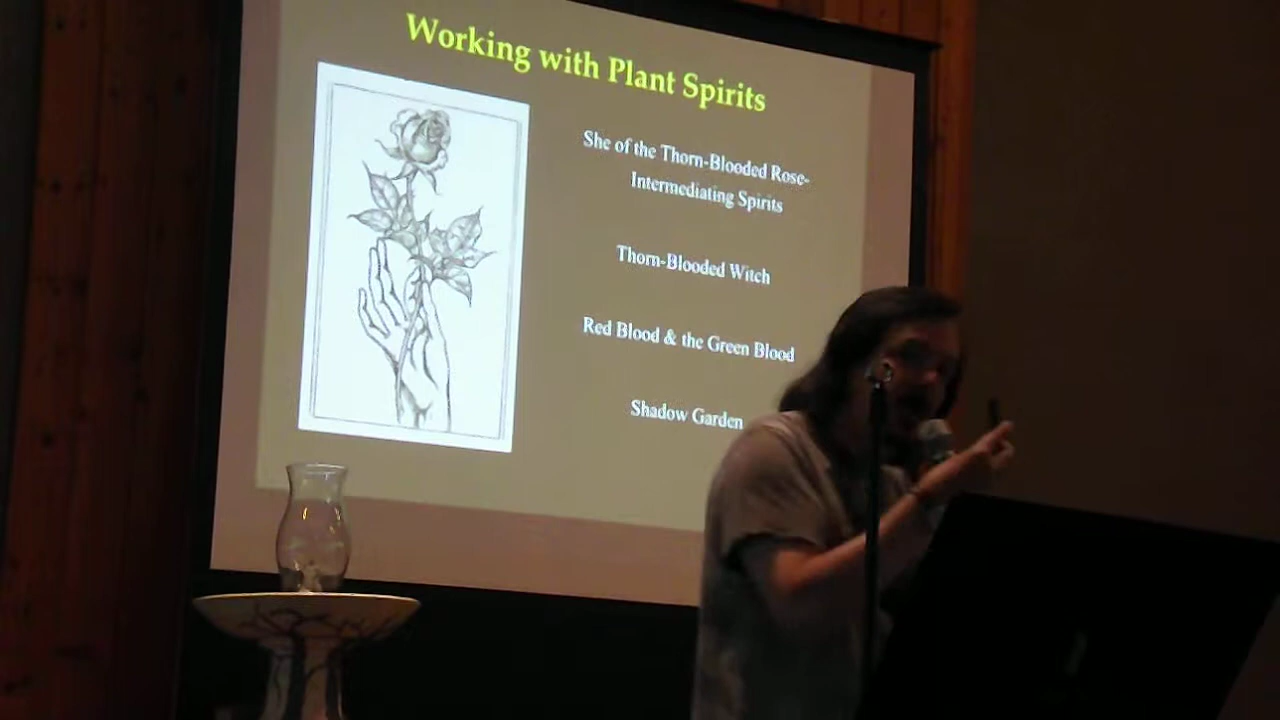 Working with Plant Spirits
She of the Thorn-Blooded Rose-
Intermediating Spirits
Thorn-Blooded Witch
Red Blood & the Green Blood
Shadow Garden